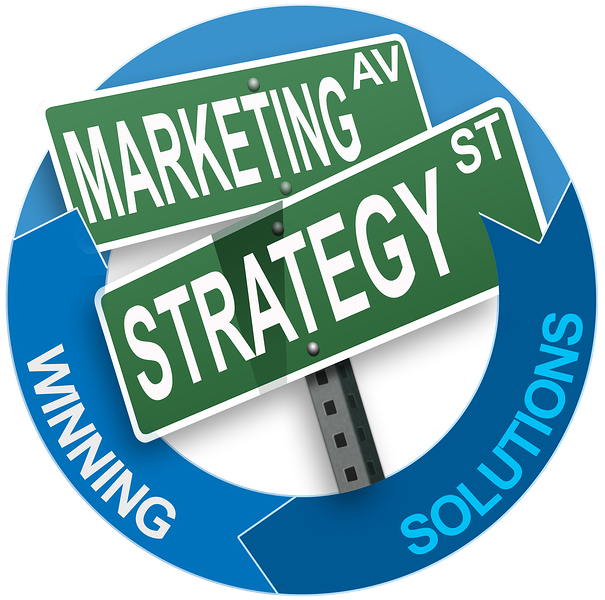 MARKETING AV
STRATEGY ST
WINNING
SOLUTIONS